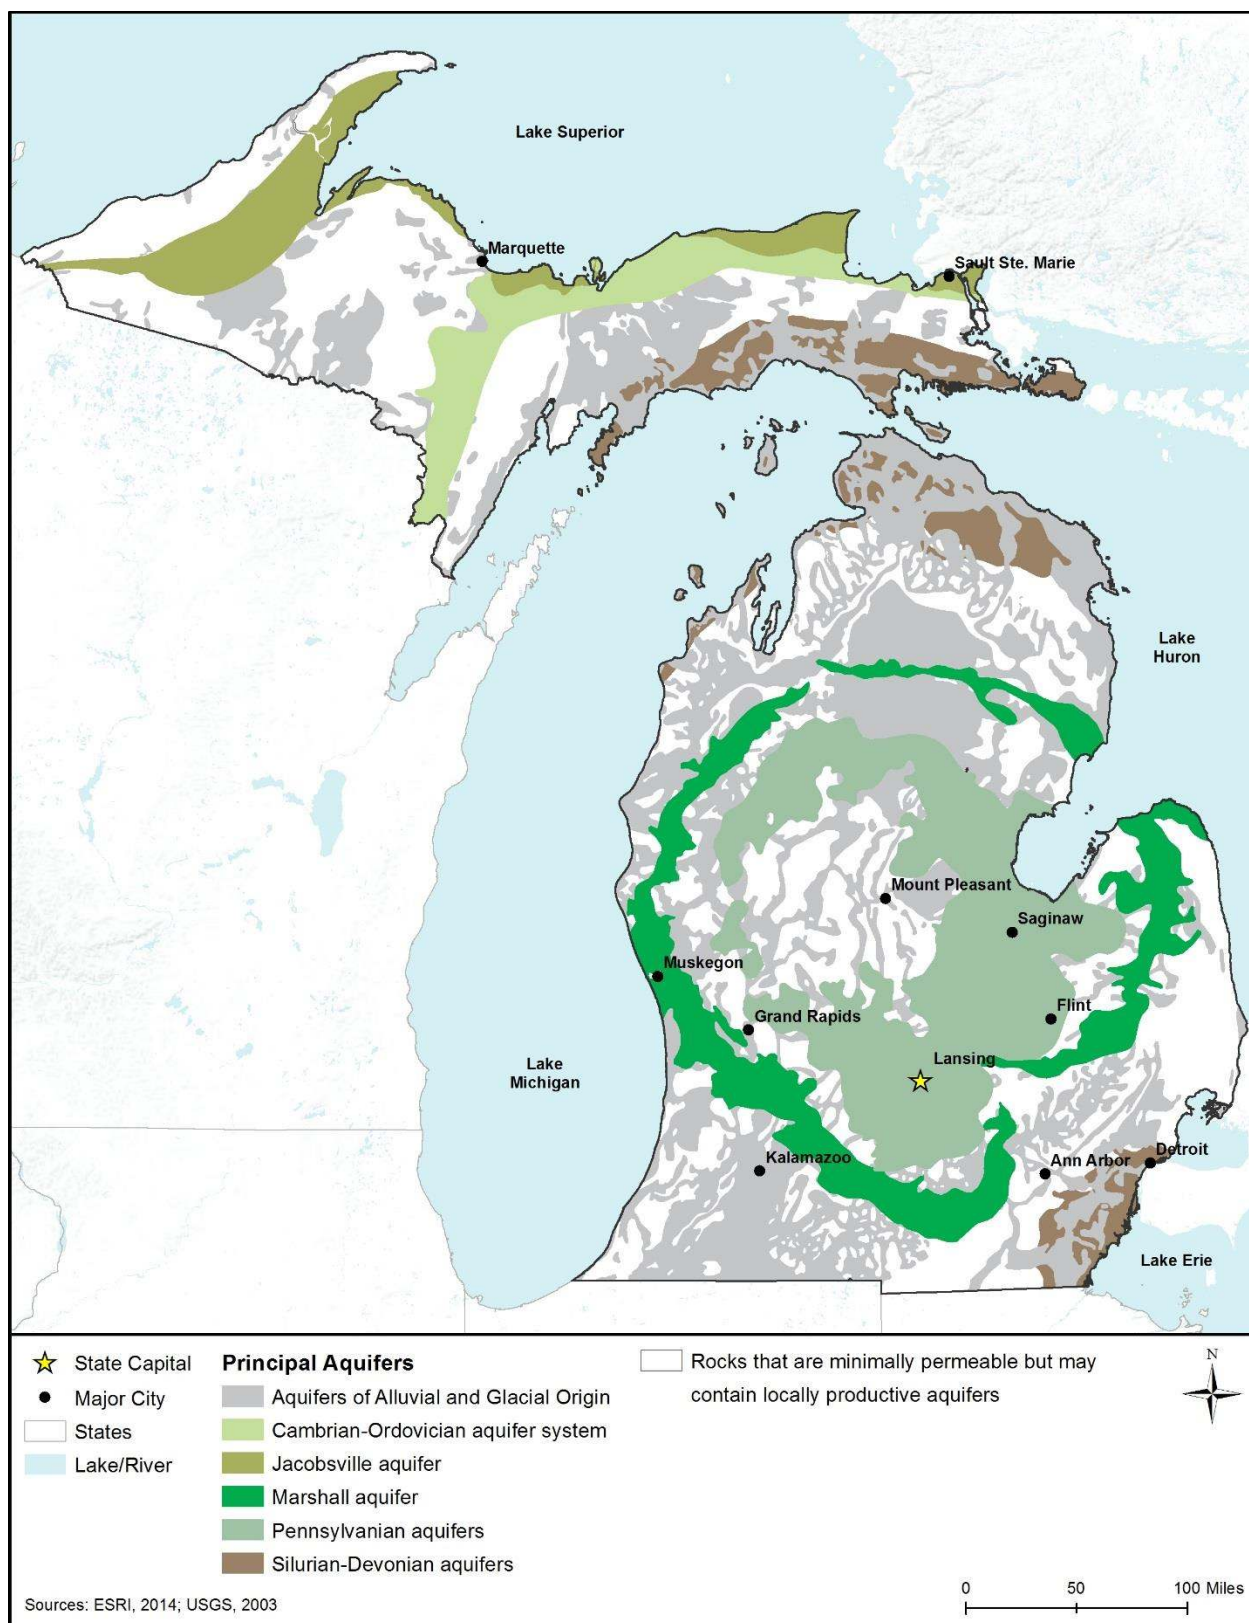 Lake Superior
Marquette
Sault Ste. Marie
Lake
Huron
Mount Pleasant
Saginaw
Muskegon
Flint
Grand Rapids
Lansing
Lake
Michigan
Kalamazoo
Ann Arbor
Detroit
Lake Erie
State Capital
Major City
States
Lake/River
Principal Aquifers
Aquifers of Alluvial and Glacial Origin
Cambrian-Ordovician aquifer system
Jacobsville aquifer
Marshall aquifer
Pennsylvanian aquifers
Silurian-Devonian aquifers
Rocks that are minimally permeable but may
contain locally productive aquifers
N
Sources: ESRI, 2014; USGS, 2003
0 50 100 Miles